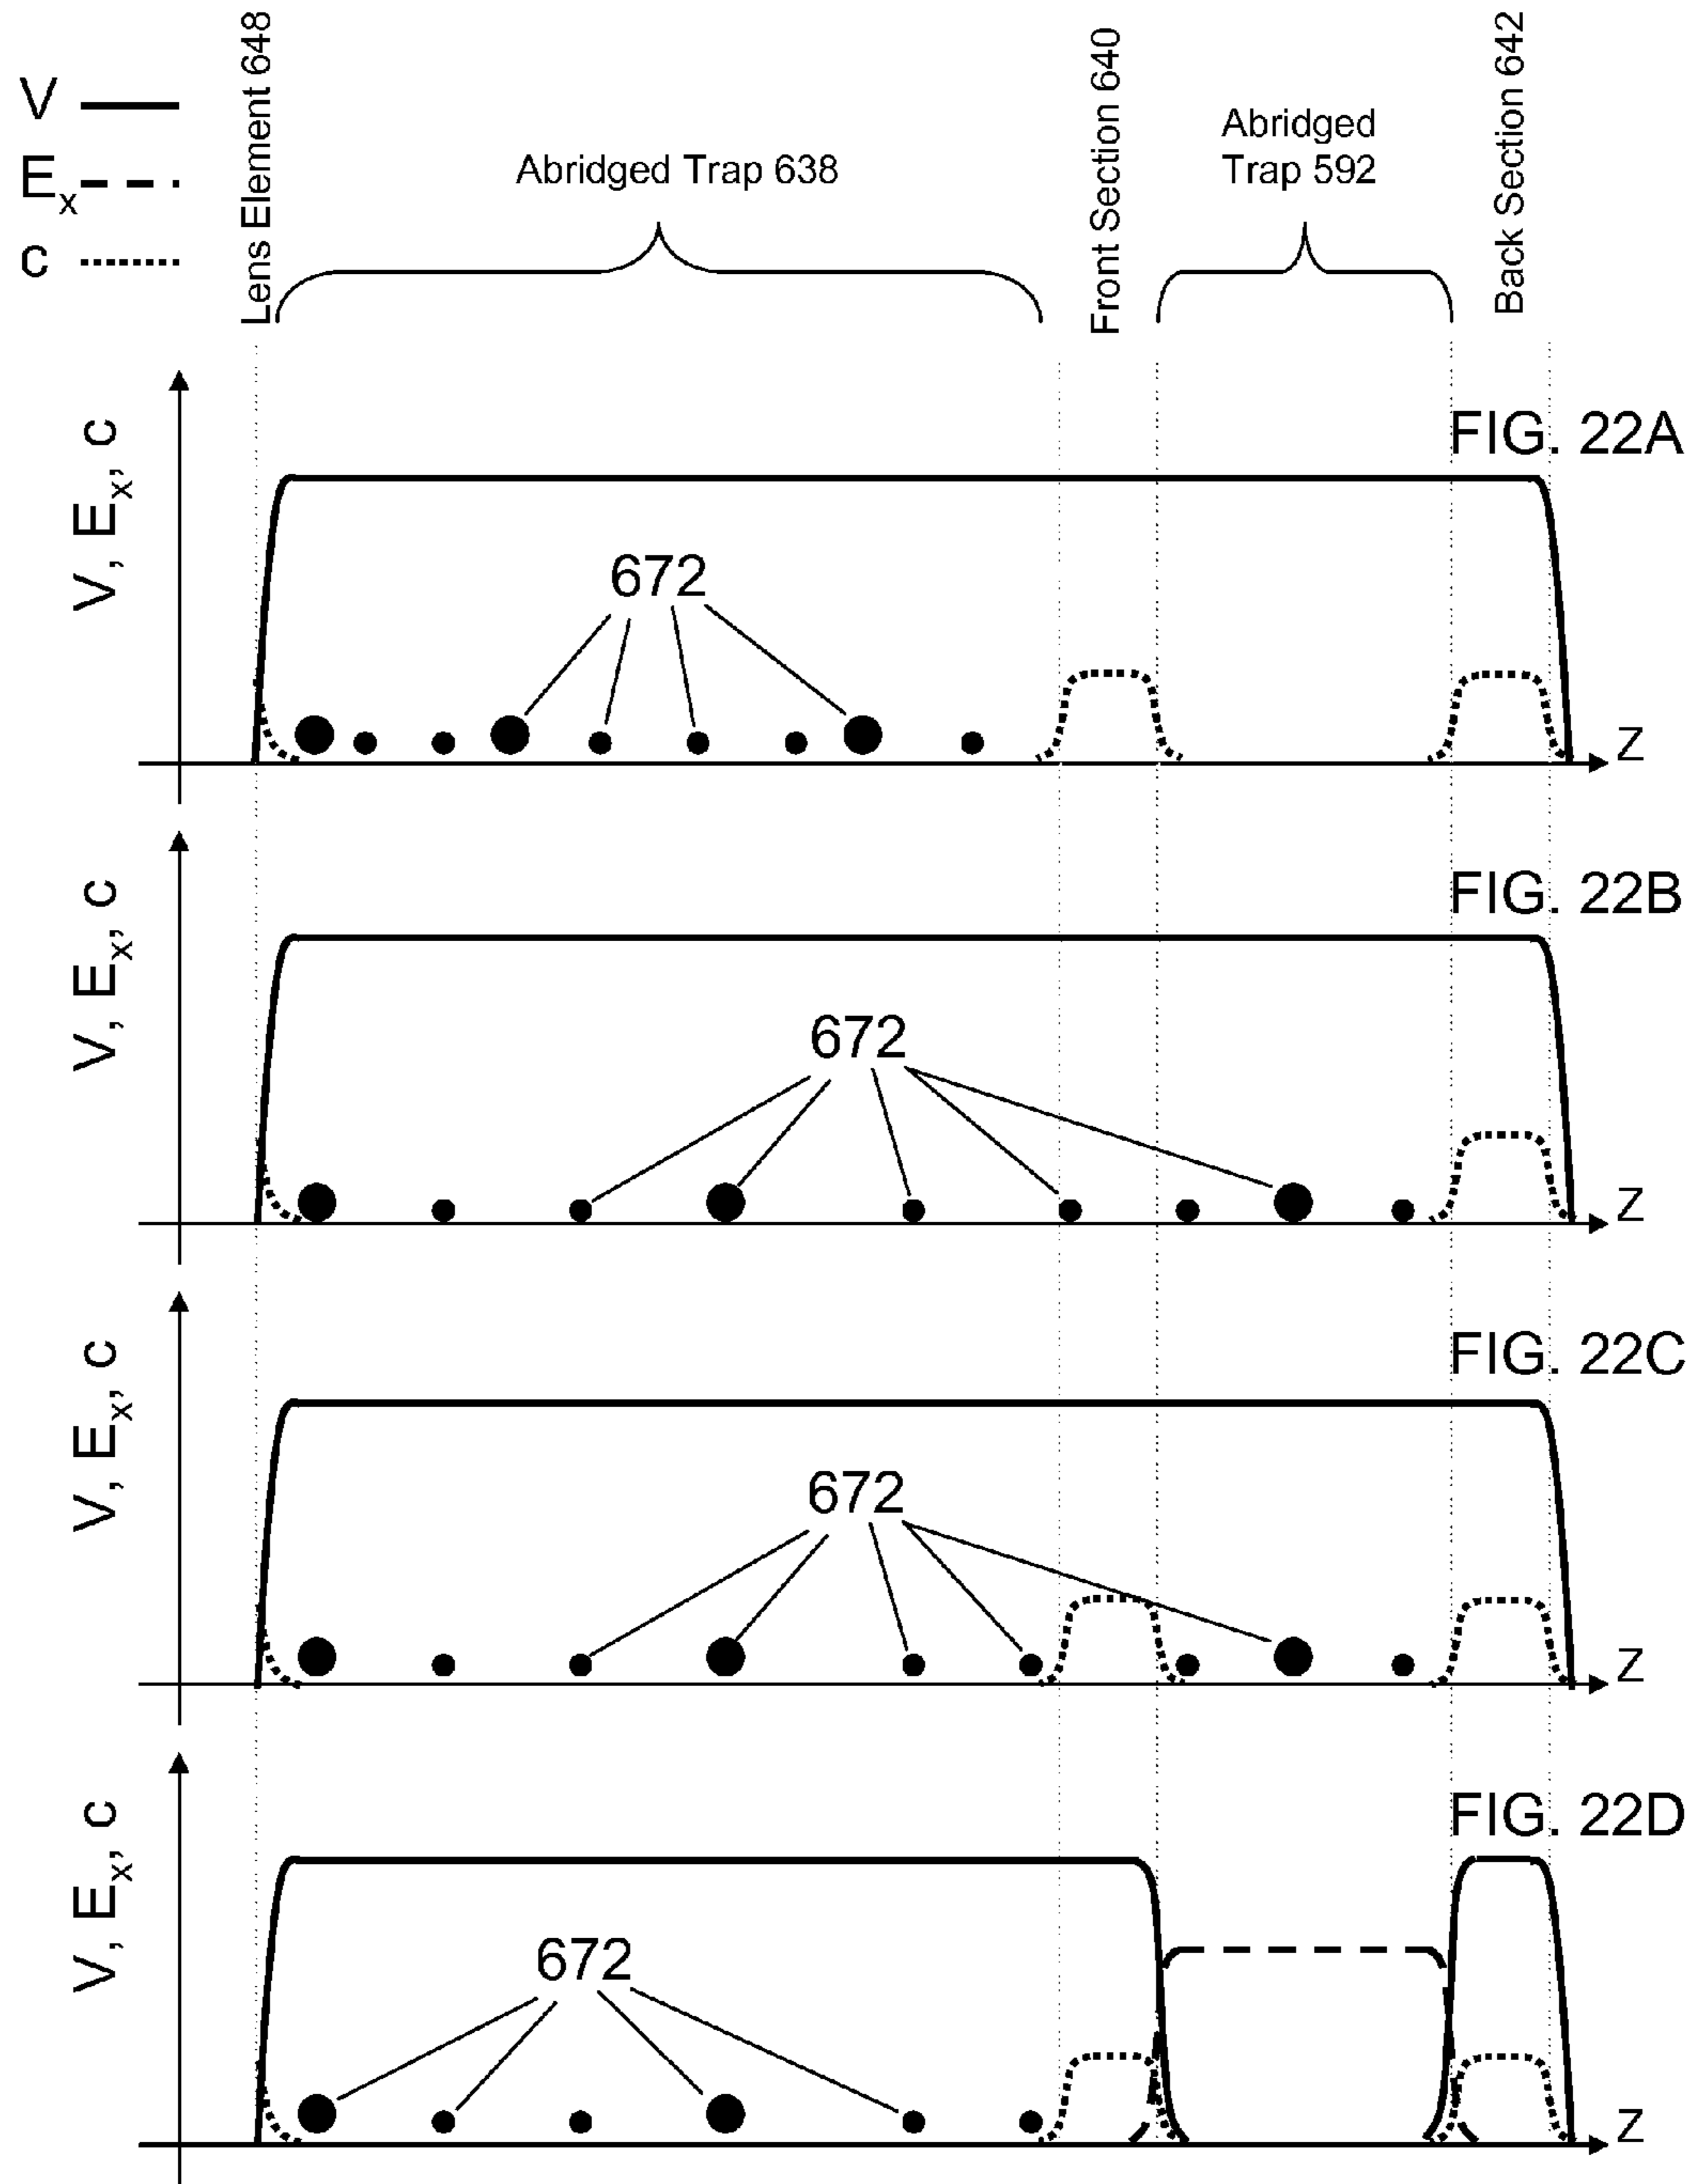 V
Ex
c
Lens Element 648
Abridged Trap 638
Front Section 640
Abridged
Trap 592
Back Section 642
FIG. 22A
V, Ex, c
672
Z
FIG. 22B
V, Ex, c
672
Z
FIG. 22C
V, Ex, c
672
Z
FIG. 22D
V, Ex, c
672
Z